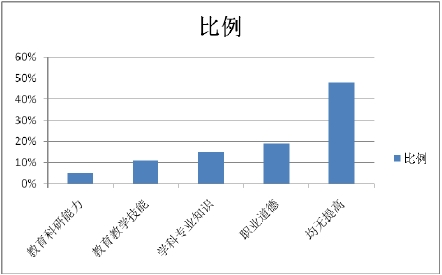 比例
60%
50%
40%
30%
20%
10%
0%
教育科研能力
教育教学技能
学科专业知识
职业道德
均无提高
比例